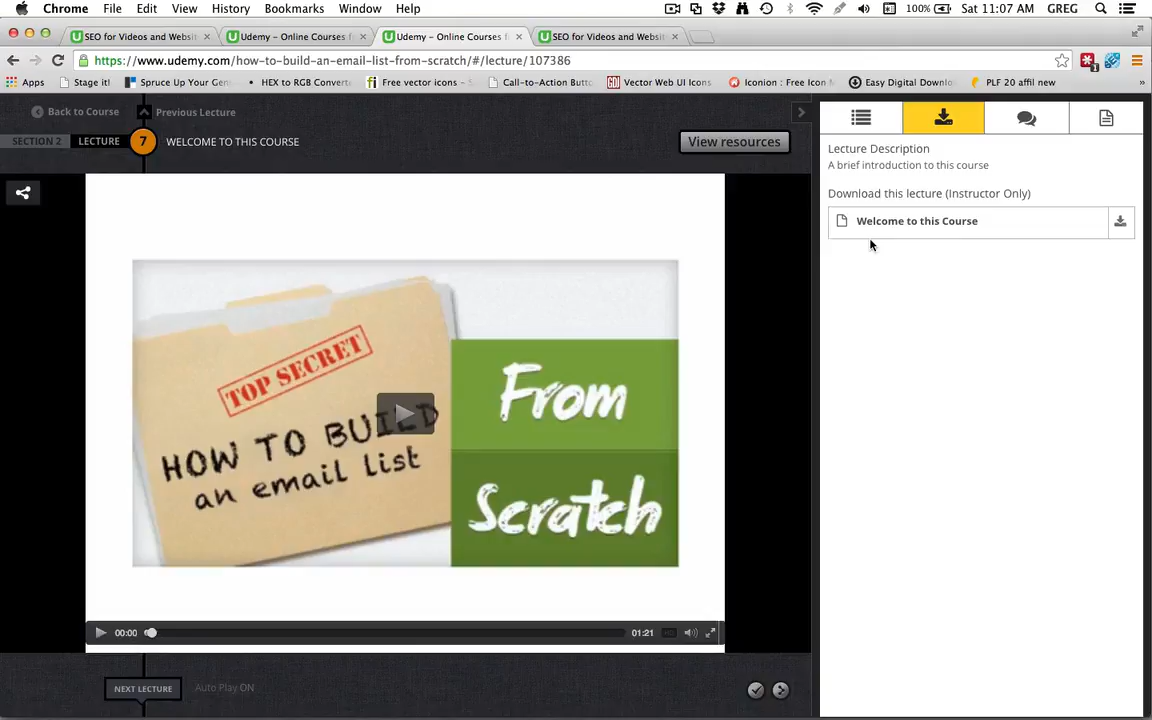 Chrome File Edit View History Bookmarks Window Help 100% Sat 11:07 AM GREG
SEO for Videos and Websit
Udemy – Online Courses f
Udemy – Online Courses f
SEO for Videos and Websit
https://www.udemy.com/how-to-build-an-email-list-from-scratch/#/lecture/107386
Apps Stage it! Spruce Up Your Gen HEX to RGB Converte Free vector icons – f Call-to-Action Butto Vector Web UI Icons Iconion : Free Icon M Easy Digital Downlo PLF 20 affil new »
Back to Course Previous Lecture
SECTION 2 LECTURE 7 WELCOME TO THIS COURSE
View resources
TOP SECRET
HOW TO BUILD
an email list
From
Scratch
00:00 01:21 HD
NEXT LECTURE Auto Play ON
Lecture Description
A brief introduction to this course
Download this lecture (Instructor Only)
Welcome to this Course